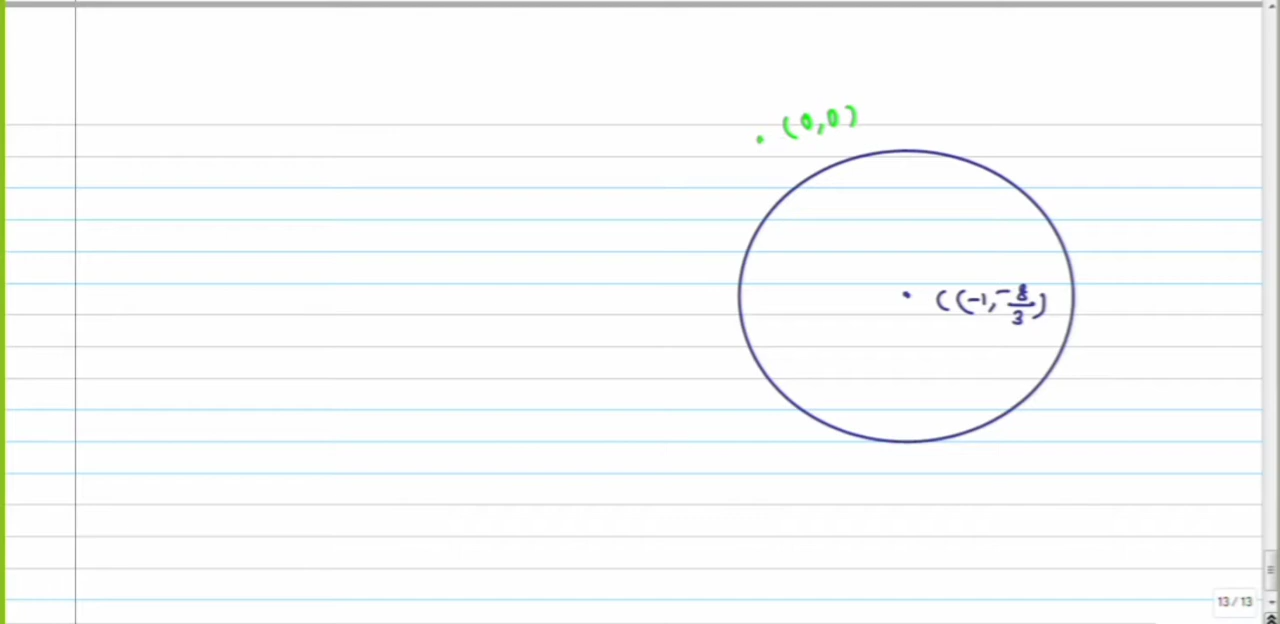 (0,0)
((-1, -8/3)
13/13